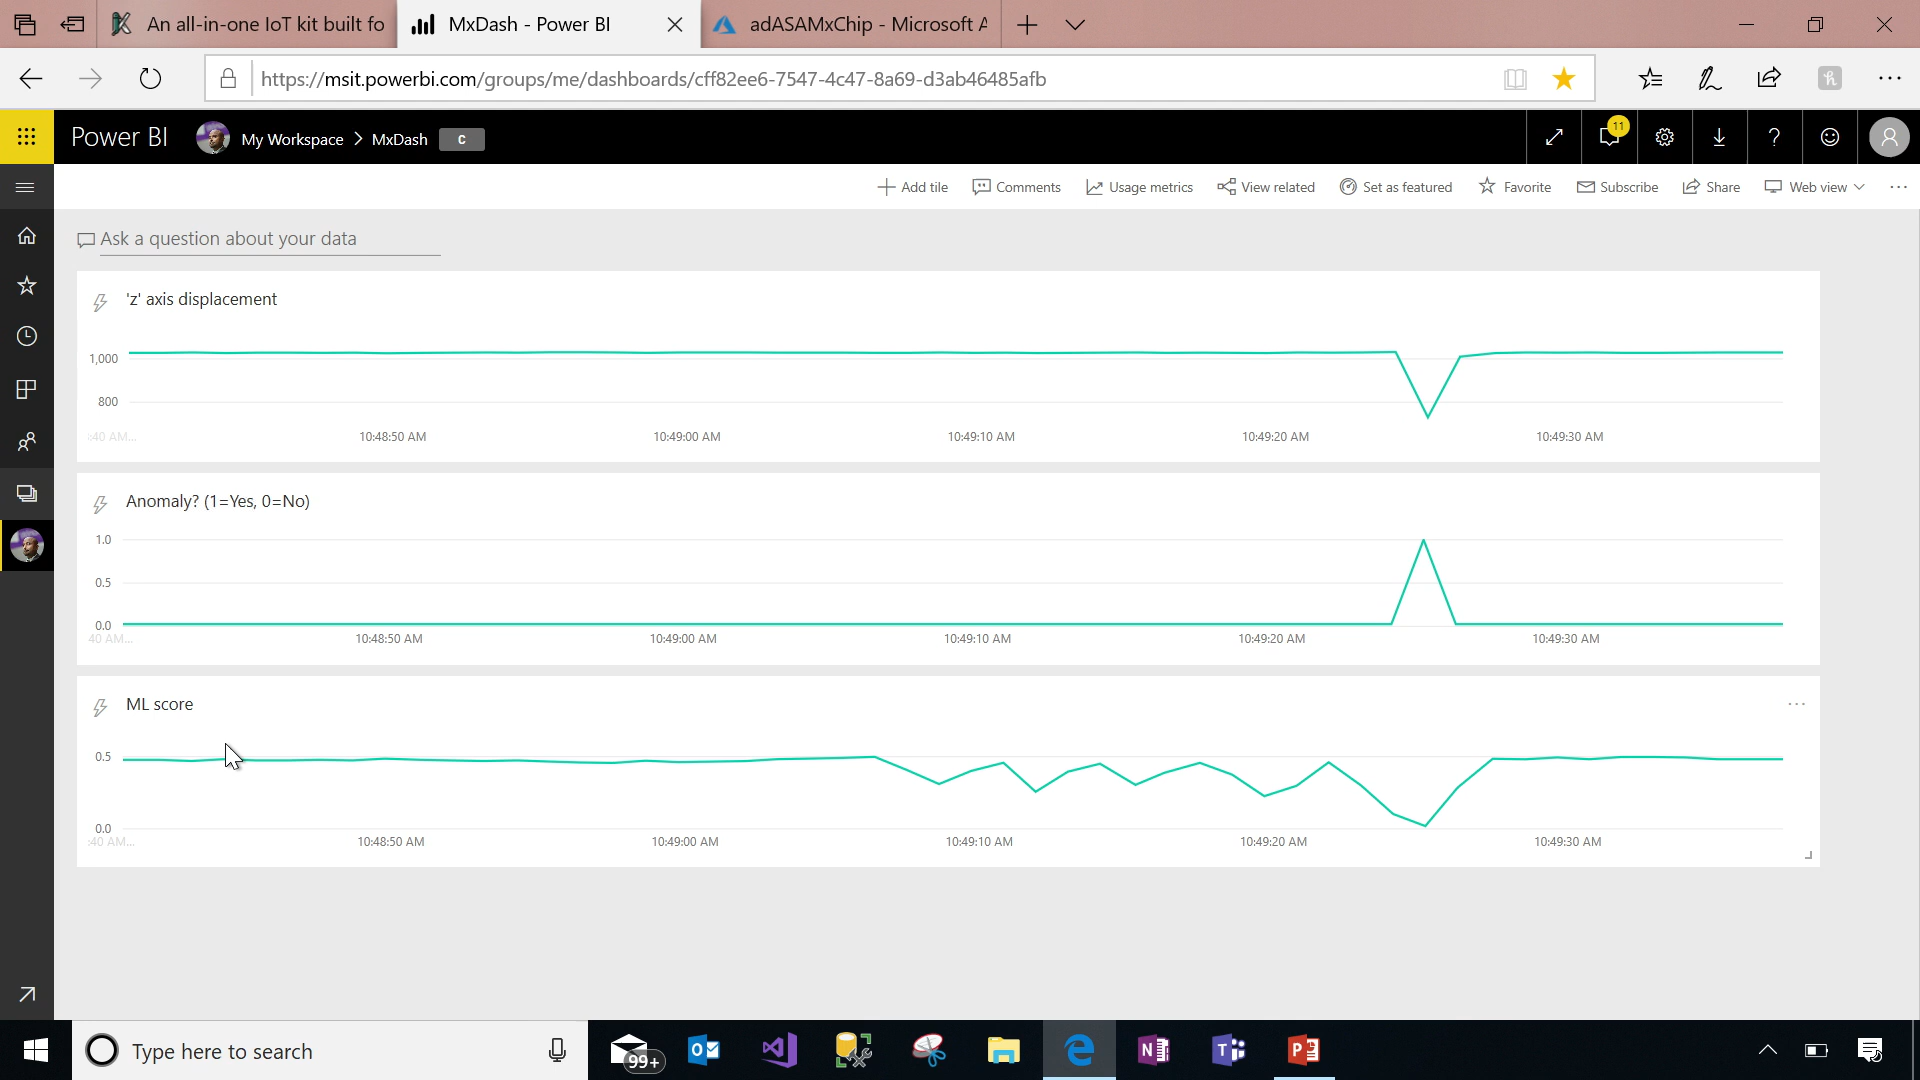 An all-in-one IoT kit built fo
MxDash - Power BI
adASAMxChip - Microsoft A
https://msit.powerbi.com/groups/me/dashboards/cff82ee6-7547-4c47-8a69-d3ab46485afb
Power BI
My Workspace > MxDash
C
11
?
Add tile
Comments
Usage metrics
View related
Set as featured
Favorite
Subscribe
Share
Web view
Ask a question about your data
'z' axis displacement
1,000
800
:40 AM...
10:48:50 AM
10:49:00 AM
10:49:10 AM
10:49:20 AM
10:49:30 AM
Anomaly? (1=Yes, 0=No)
1.0
0.5
0.0
40 AM...
10:48:50 AM
10:49:00 AM
10:49:10 AM
10:49:20 AM
10:49:30 AM
ML score
0.5
0.0
:40 AM...
10:48:50 AM
10:49:00 AM
10:49:10 AM
10:49:20 AM
10:49:30 AM
Type here to search
99+